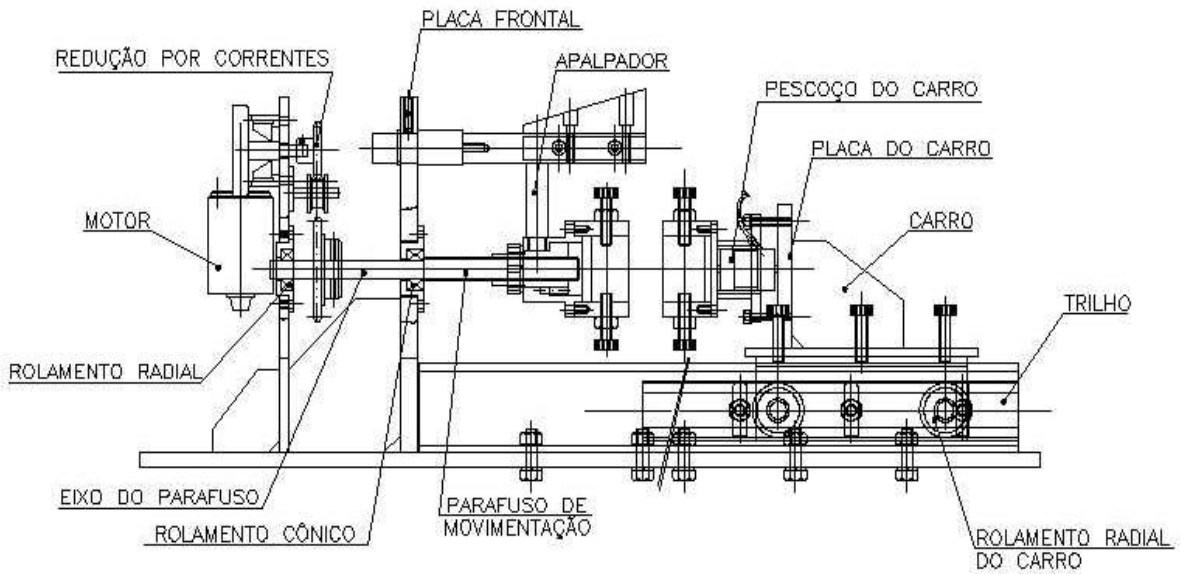 PLACA FRONTAL
REDUÇÃO POR CORRENTES
APALPADOR
PESCOÇO DO CARRO
PLACA DO CARRO
MOTOR
CARRO
TRILHO
ROLAMENTO RADIAL
EIXO DO PARAFUSO
PARAFUSO DE
MOVIMENTAÇÃO
ROLAMENTO CÔNICO
ROLAMENTO RADIAL
DO CARRO